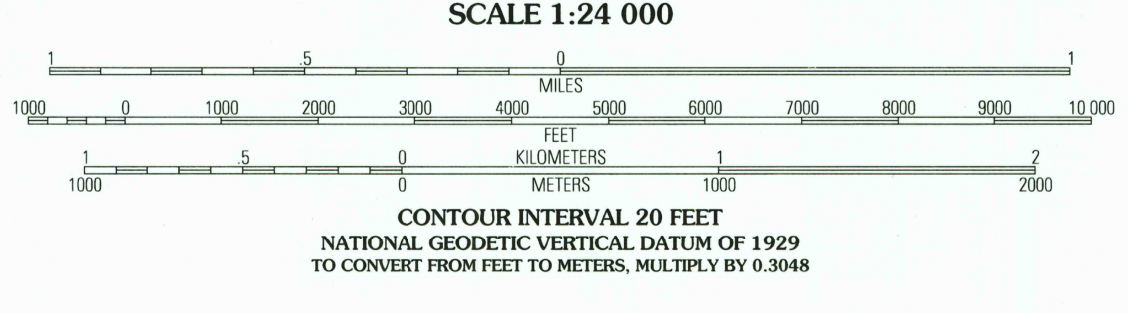 SCALE 1:24 000
1 .5 0 1
MILES
1000 0 1000 2000 3000 4000 5000 6000 7000 8000 9000 10 000
FEET
1 .5 0 KILOMETERS 1 2
1000 0 METERS 1000 2000
CONTOUR INTERVAL 20 FEET
NATIONAL GEODETIC VERTICAL DATUM OF 1929
TO CONVERT FROM FEET TO METERS, MULTIPLY BY 0.3048